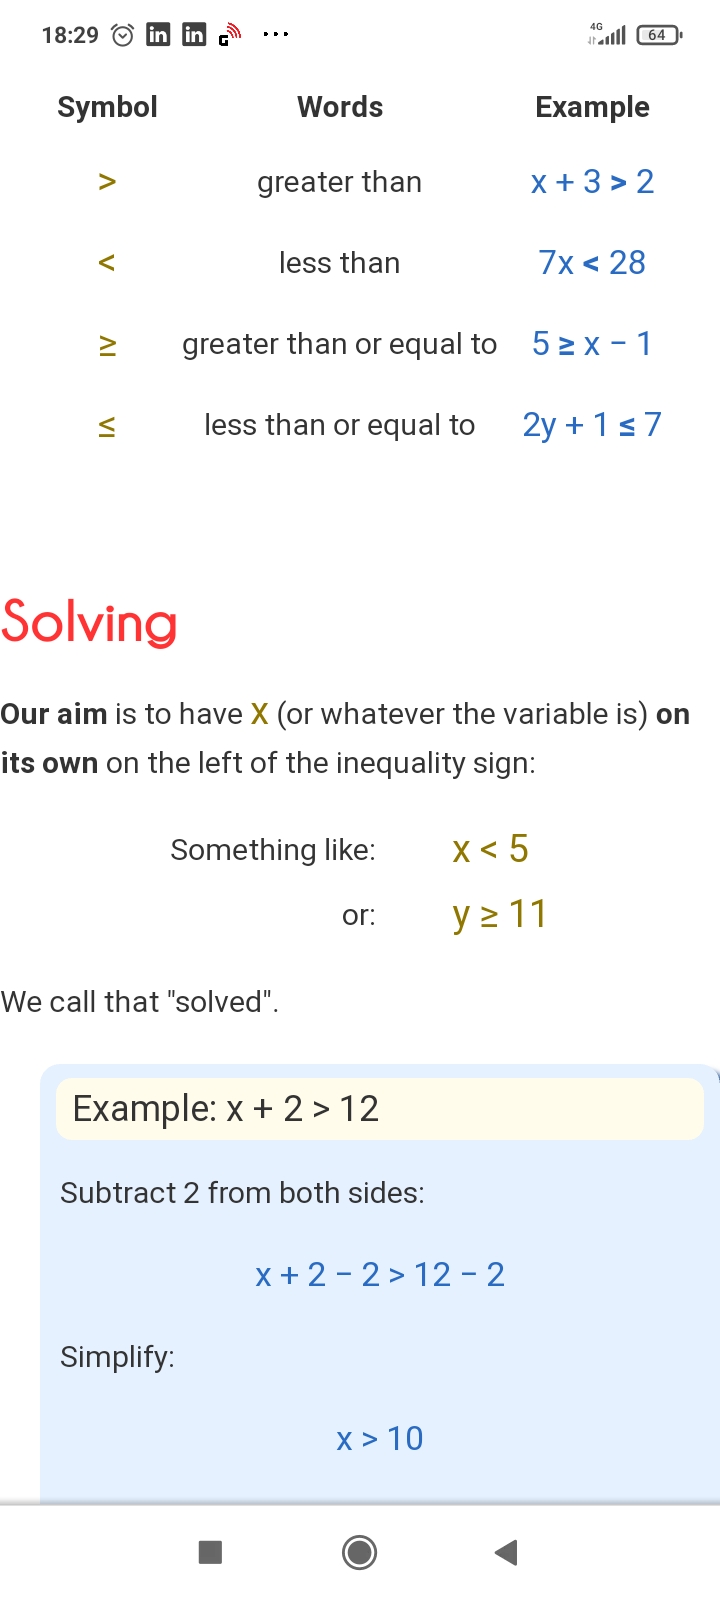 18:29 in in G ...
4G 64
Symbol Words Example
> greater than x + 3 > 2
< less than 7x < 28
≥ greater than or equal to 5 ≥ x − 1
≤ less than or equal to 2y + 1 ≤ 7
Solving
Our aim is to have x (or whatever the variable is) on
its own on the left of the inequality sign:
Something like: x < 5
or: y ≥ 11
We call that "solved".
Example: x + 2 > 12
Subtract 2 from both sides:
x + 2 − 2 > 12 − 2
Simplify:
x > 10